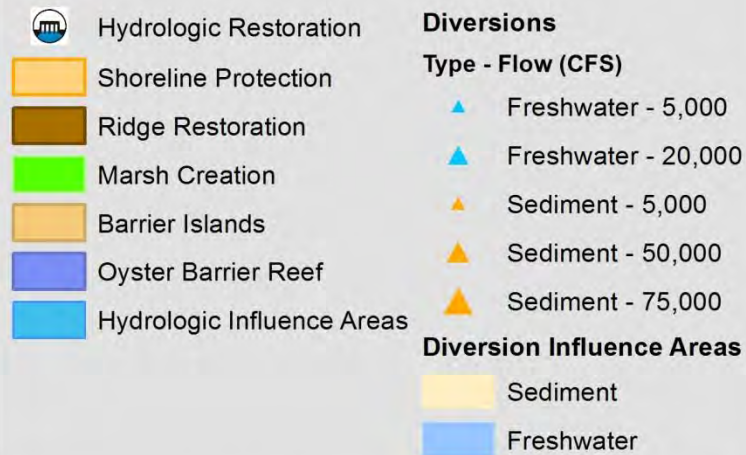 Hydrologic Restoration
Shoreline Protection
Ridge Restoration
Marsh Creation
Barrier Islands
Oyster Barrier Reef
Hydrologic Influence Areas
Diversions
Type - Flow (CFS)
Freshwater - 5,000
Freshwater - 20,000
Sediment - 5,000
Sediment - 50,000
Sediment - 75,000
Diversion Influence Areas
Sediment
Freshwater